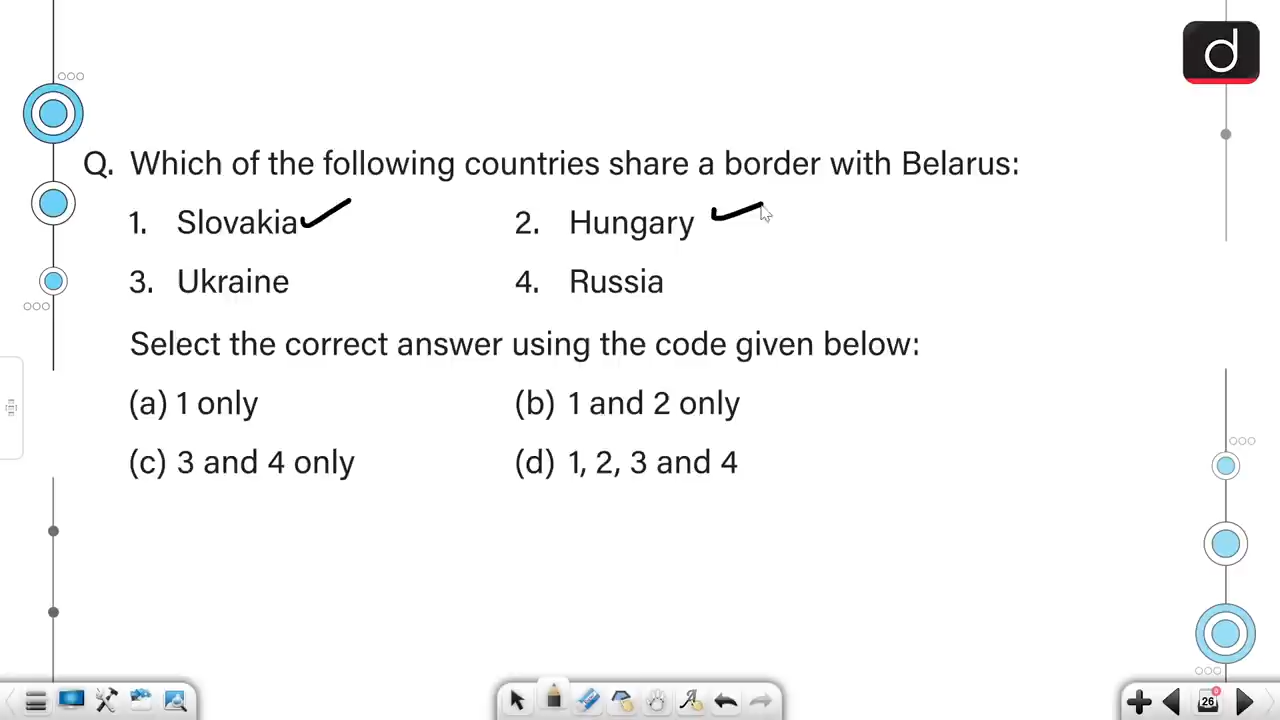 d
Q. Which of the following countries share a border with Belarus:
1. Slovakia 2. Hungary
3. Ukraine 4. Russia
Select the correct answer using the code given below:
(a) 1 only (b) 1 and 2 only
(c) 3 and 4 only (d) 1, 2, 3 and 4
26